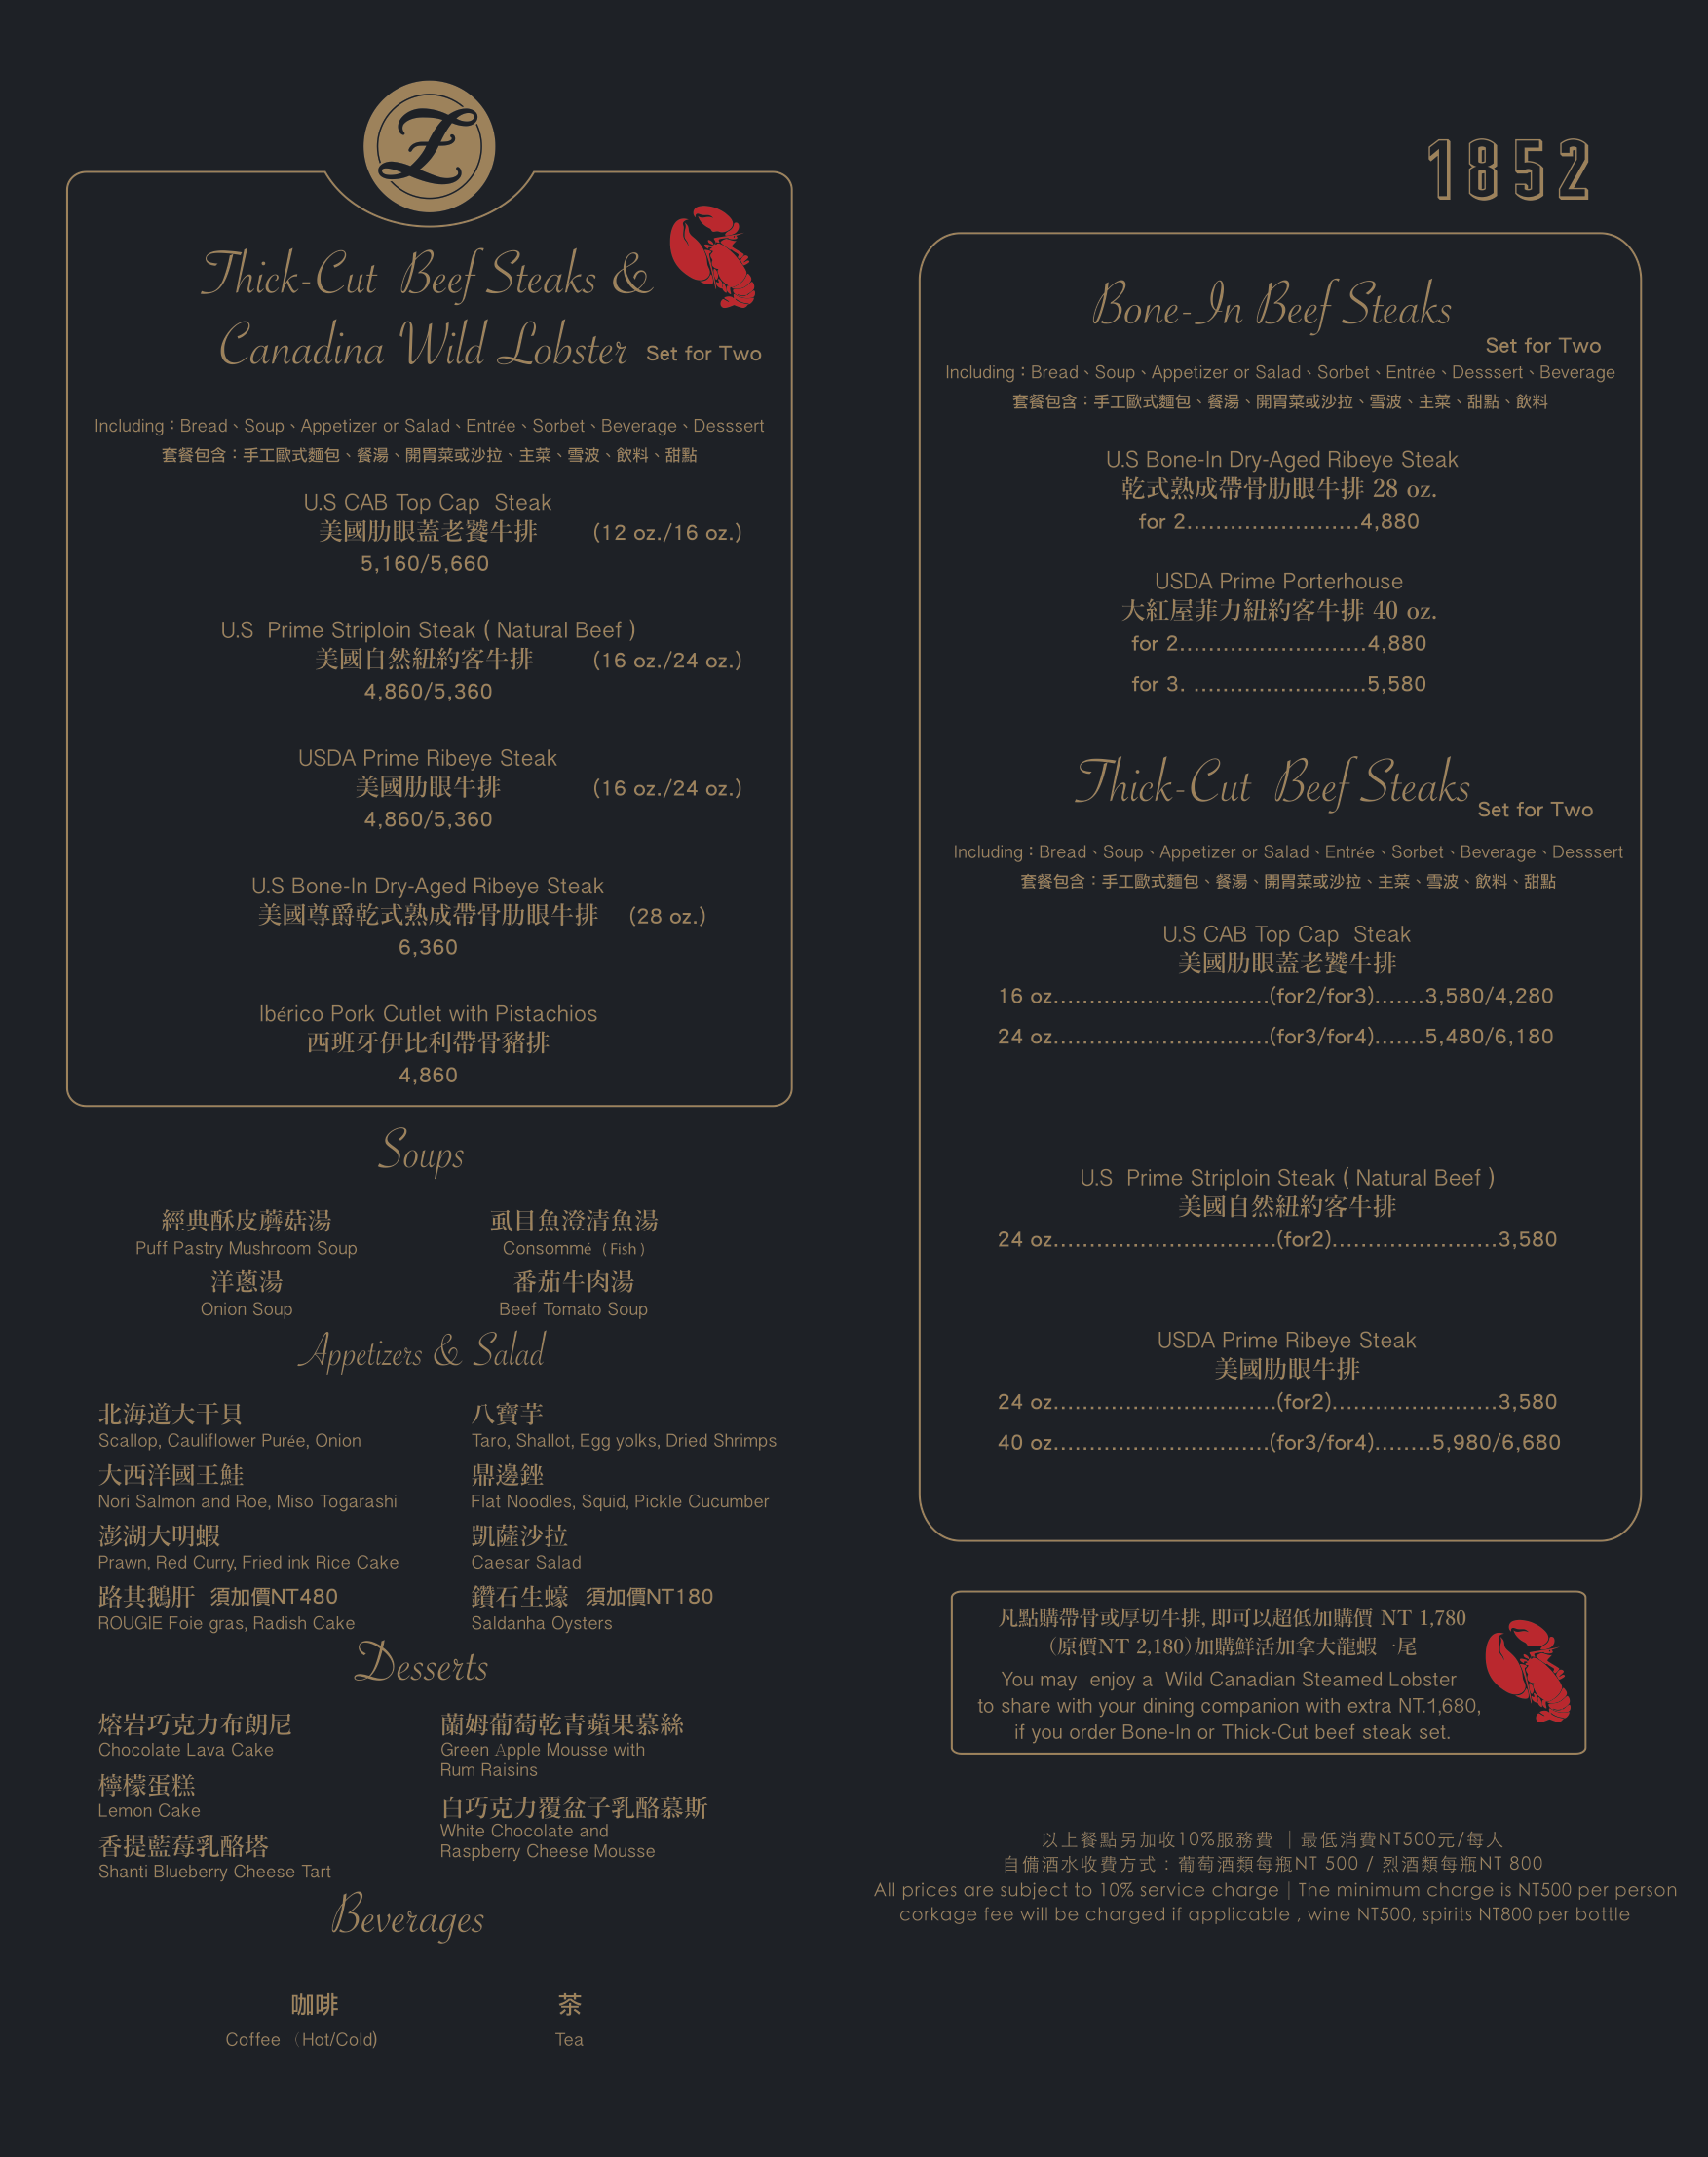 Thick-Cut Beef Steaks &
Canadina Wild Lobster Set for Two
Including：Bread、Soup、Appetizer or Salad、Entrée、Sorbet、Beverage、Desssert
套餐包含：手工歐式麵包、餐湯、開胃菜或沙拉、主菜、雪波、飲料、甜點
U.S CAB Top Cap Steak
美國肋眼蓋老饕牛排 (12 oz./16 oz.)
5,160/5,660
U.S Prime Striploin Steak ( Natural Beef )
美國自然紐約客牛排 (16 oz./24 oz.)
4,860/5,360
USDA Prime Ribeye Steak
美國肋眼牛排 (16 oz./24 oz.)
4,860/5,360
U.S Bone-In Dry-Aged Ribeye Steak
美國尊爵乾式熟成帶骨肋眼牛排 (28 oz.)
6,360
Ibérico Pork Cutlet with Pistachios
西班牙伊比利帶骨豬排
4,860
Soups
經典酥皮蘑菇湯
Puff Pastry Mushroom Soup
虱目魚澄清魚湯
Consommé（Fish）
洋蔥湯
Onion Soup
番茄牛肉湯
Beef Tomato Soup
Appetizers & Salad
北海道大干貝
Scallop, Cauliflower Purée, Onion
大西洋國王鮭
Nori Salmon and Roe, Miso Togarashi
澎湖大明蝦
Prawn, Red Curry, Fried ink Rice Cake
路其鵝肝 須加價NT480
ROUGIE Foie gras, Radish Cake
八寶芋
Taro, Shallot, Egg yolks, Dried Shrimps
鼎邊銼
Flat Noodles, Squid, Pickle Cucumber
凱薩沙拉
Caesar Salad
鑽石生蠔 須加價NT180
Saldanha Oysters
Desserts
熔岩巧克力布朗尼
Chocolate Lava Cake
檸檬蛋糕
Lemon Cake
香提藍莓乳酪塔
Shanti Blueberry Cheese Tart
蘭姆葡萄乾青蘋果慕絲
Green Apple Mousse with
Rum Raisins
白巧克力覆盆子乳酪慕斯
White Chocolate and
Raspberry Cheese Mousse
Beverages
咖啡
Coffee （Hot/Cold)
茶
Tea
1852
Bone-In Beef Steaks
Set for Two
Including：Bread、Soup、Appetizer or Salad、Sorbet、Entrée、Desssert、Beverage
套餐包含：手工歐式麵包、餐湯、開胃菜或沙拉、雪波、主菜、甜點、飲料
U.S Bone-In Dry-Aged Ribeye Steak
乾式熟成帶骨肋眼牛排 28 oz.
for 2........................4,880
USDA Prime Porterhouse
大紅屋菲力紐約客牛排 40 oz.
for 2..........................4,880
for 3. ........................5,580
Thick-Cut Beef Steaks Set for Two
Including：Bread、Soup、Appetizer or Salad、Entrée、Sorbet、Beverage、Desssert
套餐包含：手工歐式麵包、餐湯、開胃菜或沙拉、主菜、雪波、飲料、甜點
U.S CAB Top Cap Steak
美國肋眼蓋老饕牛排
16 oz..............................(for2/for3).......3,580/4,280
24 oz..............................(for3/for4).......5,480/6,180
U.S Prime Striploin Steak ( Natural Beef )
美國自然紐約客牛排
24 oz...............................(for2).......................3,580
USDA Prime Ribeye Steak
美國肋眼牛排
24 oz...............................(for2).......................3,580
40 oz..............................(for3/for4)........5,980/6,680
凡點購帶骨或厚切牛排, 即可以超低加購價 NT 1,780
（原價NT 2,180）加購鮮活加拿大龍蝦一尾
You may enjoy a Wild Canadian Steamed Lobster
to share with your dining companion with extra NT.1,680,
if you order Bone-In or Thick-Cut beef steak set.
以上餐點另加收10%服務費 ｜最低消費NT500元/每人
自備酒水收費方式：葡萄酒類每瓶NT 500 / 烈酒類每瓶NT 800
All prices are subject to 10% service charge｜The minimum charge is NT500 per person
corkage fee will be charged if applicable , wine NT500, spirits NT800 per bottle